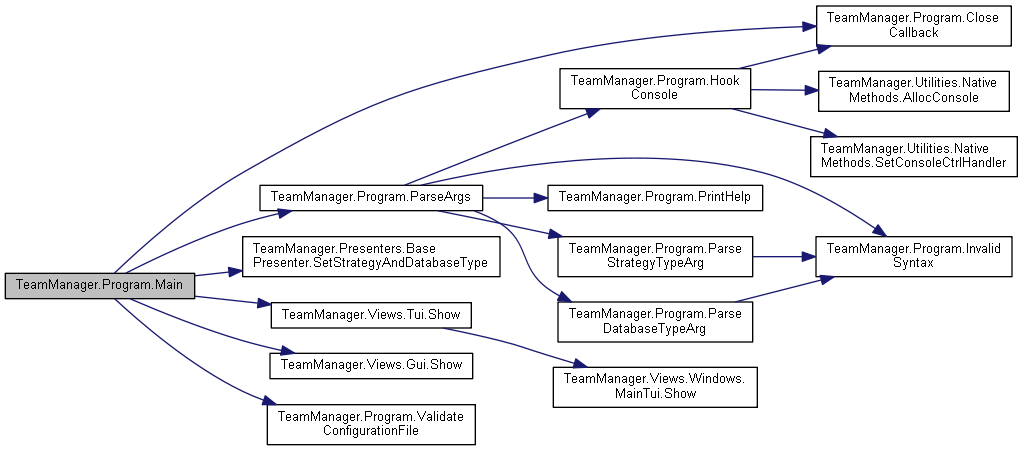 TeamManager.Program.Close
Callback
TeamManager.Program.Hook
Console
TeamManager.Utilities.Native
Methods.AllocConsole
TeamManager.Utilities.Native
Methods.SetConsoleCtrlHandler
TeamManager.Program.ParseArgs
TeamManager.Program.PrintHelp
TeamManager.Presenters.Base
Presenter.SetStrategyAndDatabaseType
TeamManager.Program.Parse
StrategyTypeArg
TeamManager.Program.Invalid
Syntax
TeamManager.Program.Main
TeamManager.Views.Tui.Show
TeamManager.Program.Parse
DatabaseTypeArg
TeamManager.Views.Gui.Show
TeamManager.Views.Windows.
MainTui.Show
TeamManager.Program.Validate
ConfigurationFile